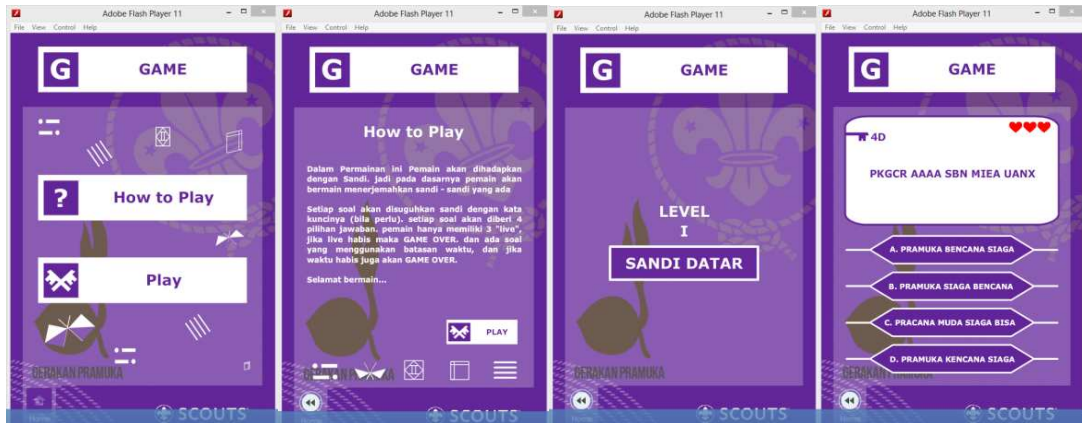 Adobe Flash Player 11
File View Control Help
G GAME
? How to Play
Play
GERAKAN PRAMUKA
Home
SCOUTS
Adobe Flash Player 11
File View Control Help
G GAME
How to Play
Dalam Permainan ini Pemain akan dihadapkan
dengan Sandi. jadi pada dasarnya pemain akan
bermain menerjemahkan sandi - sandi yang ada
Setiap soal akan disuguhkan sandi dengan kata
kuncinya (bila perlu). setiap soal akan diberi 4
pilihan jawaban. pemain hanya memiliki 3 "live",
jika live habis maka GAME OVER. dan ada soal
yang menggunakan batasan waktu, dan jika
waktu habis juga akan GAME OVER.
Selamat bermain...
PLAY
GERAKAN PRAMUKA
SCOUTS
Adobe Flash Player 11
File View Control Help
G GAME
LEVEL
I
SANDI DATAR
GERAKAN PRAMUKA
SCOUTS
Adobe Flash Player 11
File View Control Help
G GAME
4D
PKGCR AAAA SBN MIEA UANX
A. PRAMUKA BENCANA SIAGA
B. PRAMUKA SIAGA BENCANA
C. PRACANA MUDA SIAGA BISA
D. PRAMUKA KENCANA SIAGA
SCOUTS